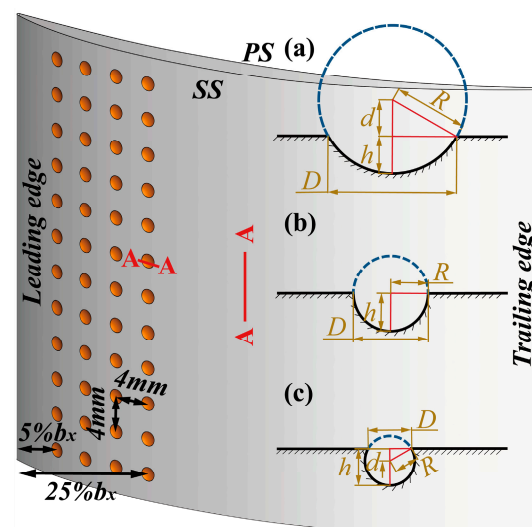 PS
(a)
SS
R
d
h
D
Leading edge
A
A A
A
(b)
R
h
D
Trailing edge
4mm
4mm
(c)
D
h
d
R
5%bx
25%bx